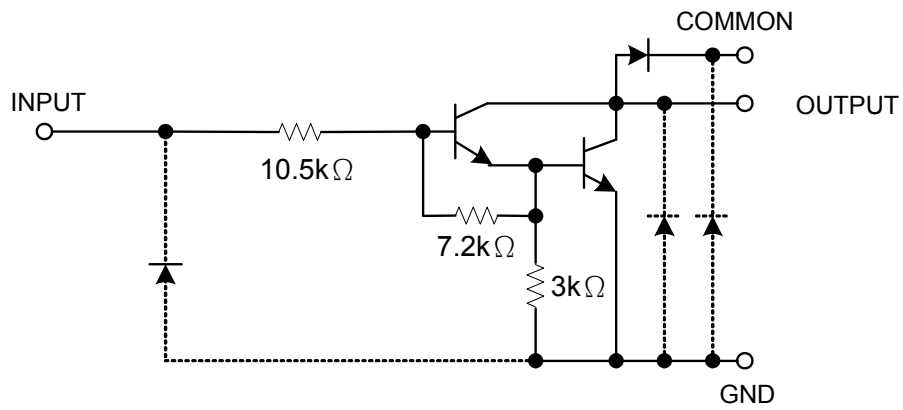 COMMON
INPUT
OUTPUT
10.5kΩ
7.2kΩ
3kΩ
GND